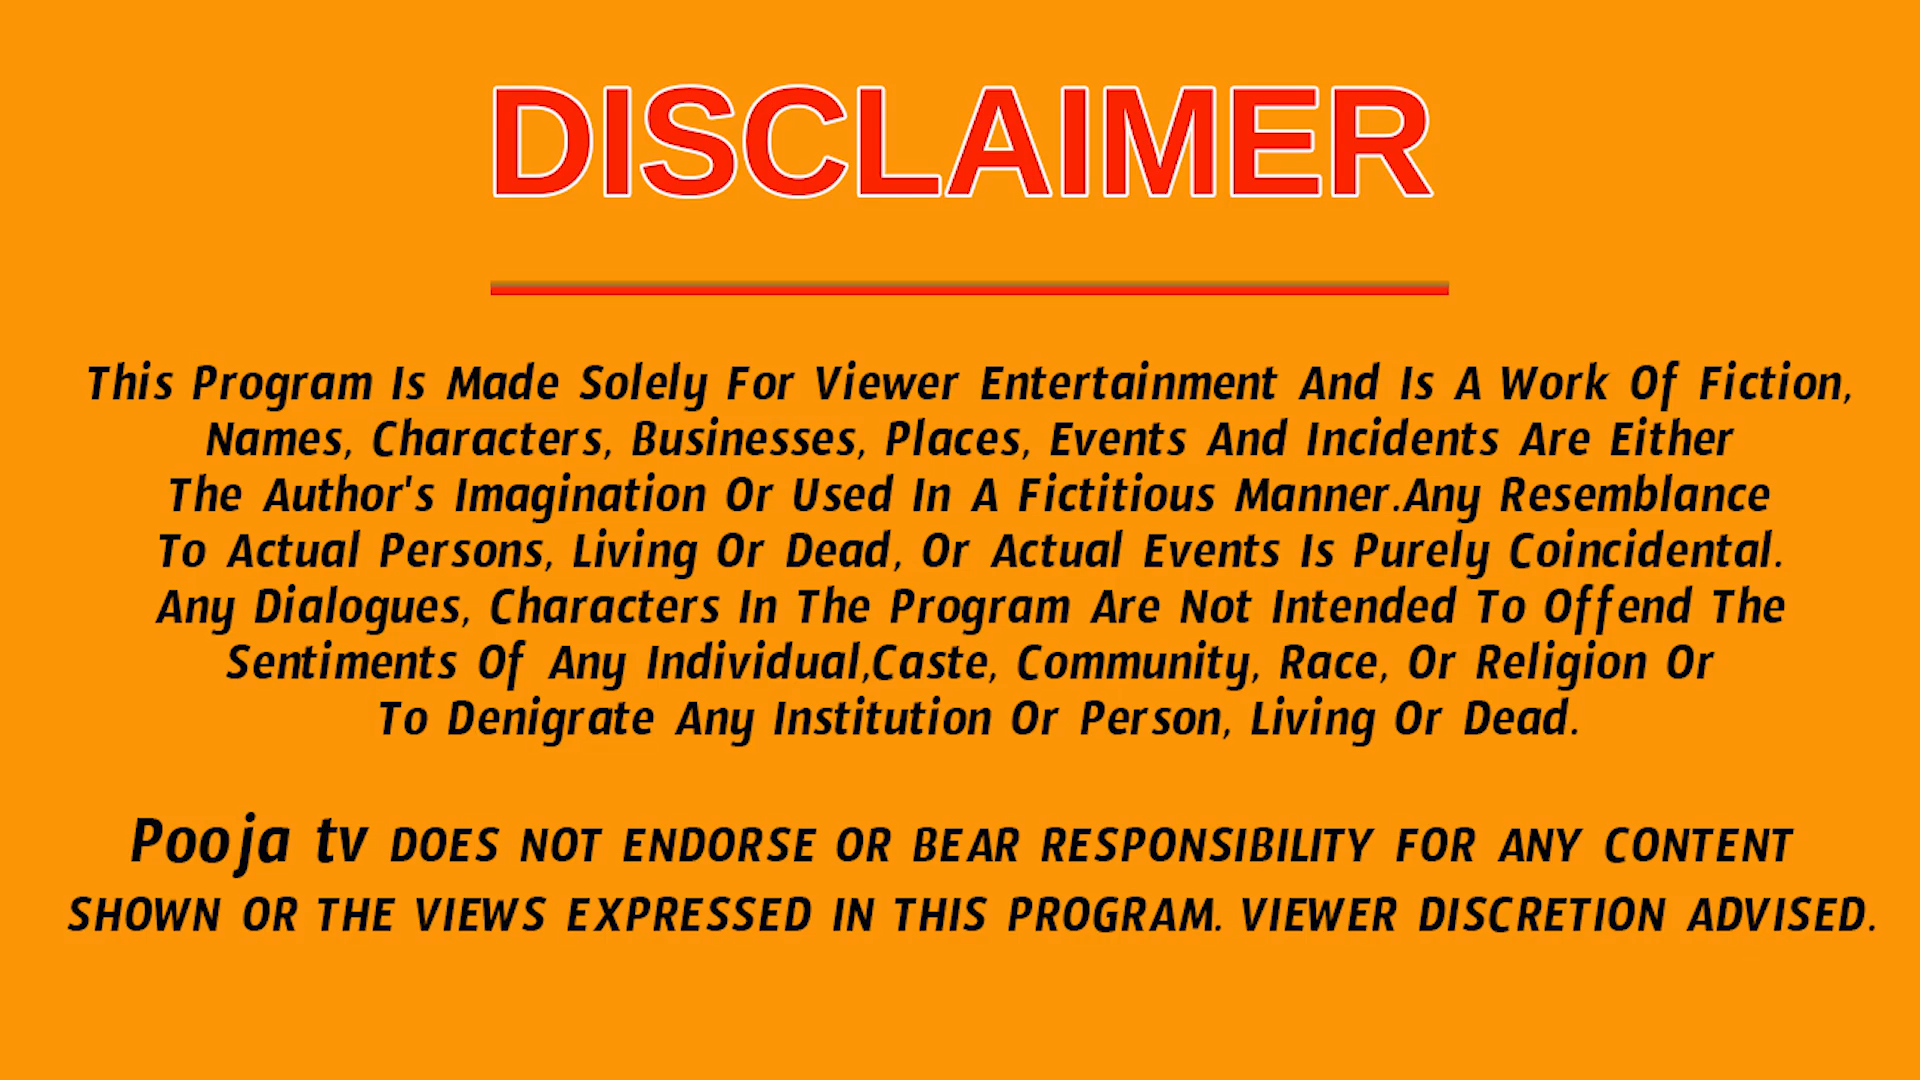 DISCLAIMER
This Program Is Made Solely For Viewer Entertainment And Is A Work Of Fiction,
Names, Characters, Businesses, Places, Events And Incidents Are Either
The Author's Imagination Or Used In A Fictitious Manner.Any Resemblance
To Actual Persons, Living Or Dead, Or Actual Events Is Purely Coincidental.
Any Dialogues, Characters In The Program Are Not Intended To Offend The
Sentiments Of Any Individual,Caste, Community, Race, Or Religion Or
To Denigrate Any Institution Or Person, Living Or Dead.
Pooja tv DOES NOT ENDORSE OR BEAR RESPONSIBILITY FOR ANY CONTENT
SHOWN OR THE VIEWS EXPRESSED IN THIS PROGRAM. VIEWER DISCRETION ADVISED.